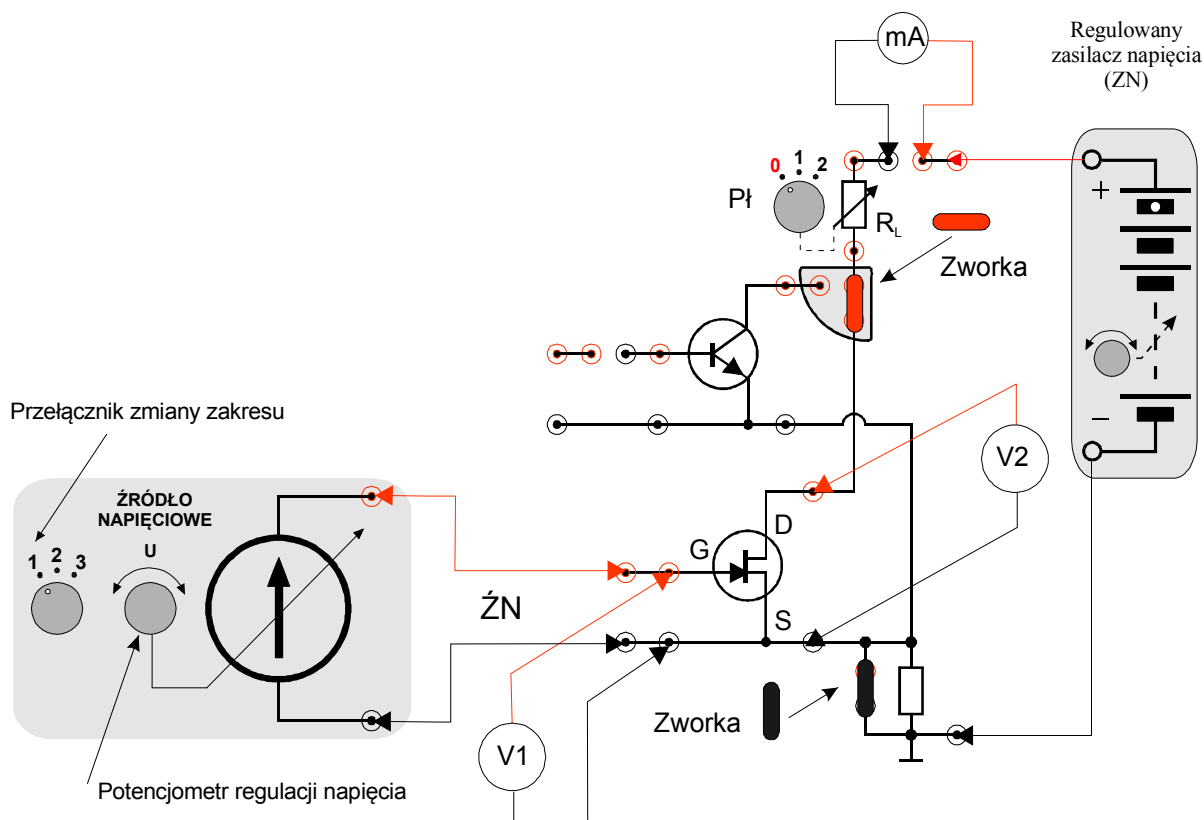 mA
Regulowany
zasilacz napięcia
(ZN)
0 1 2
Pł
R_L
+
Zworka
Przełącznik zmiany zakresu
–
V2
ŹRÓDŁO
NAPIĘCIOWE
U
1 2 3
D
G
ŹN
S
Zworka
V1
Potencjometr regulacji napięcia